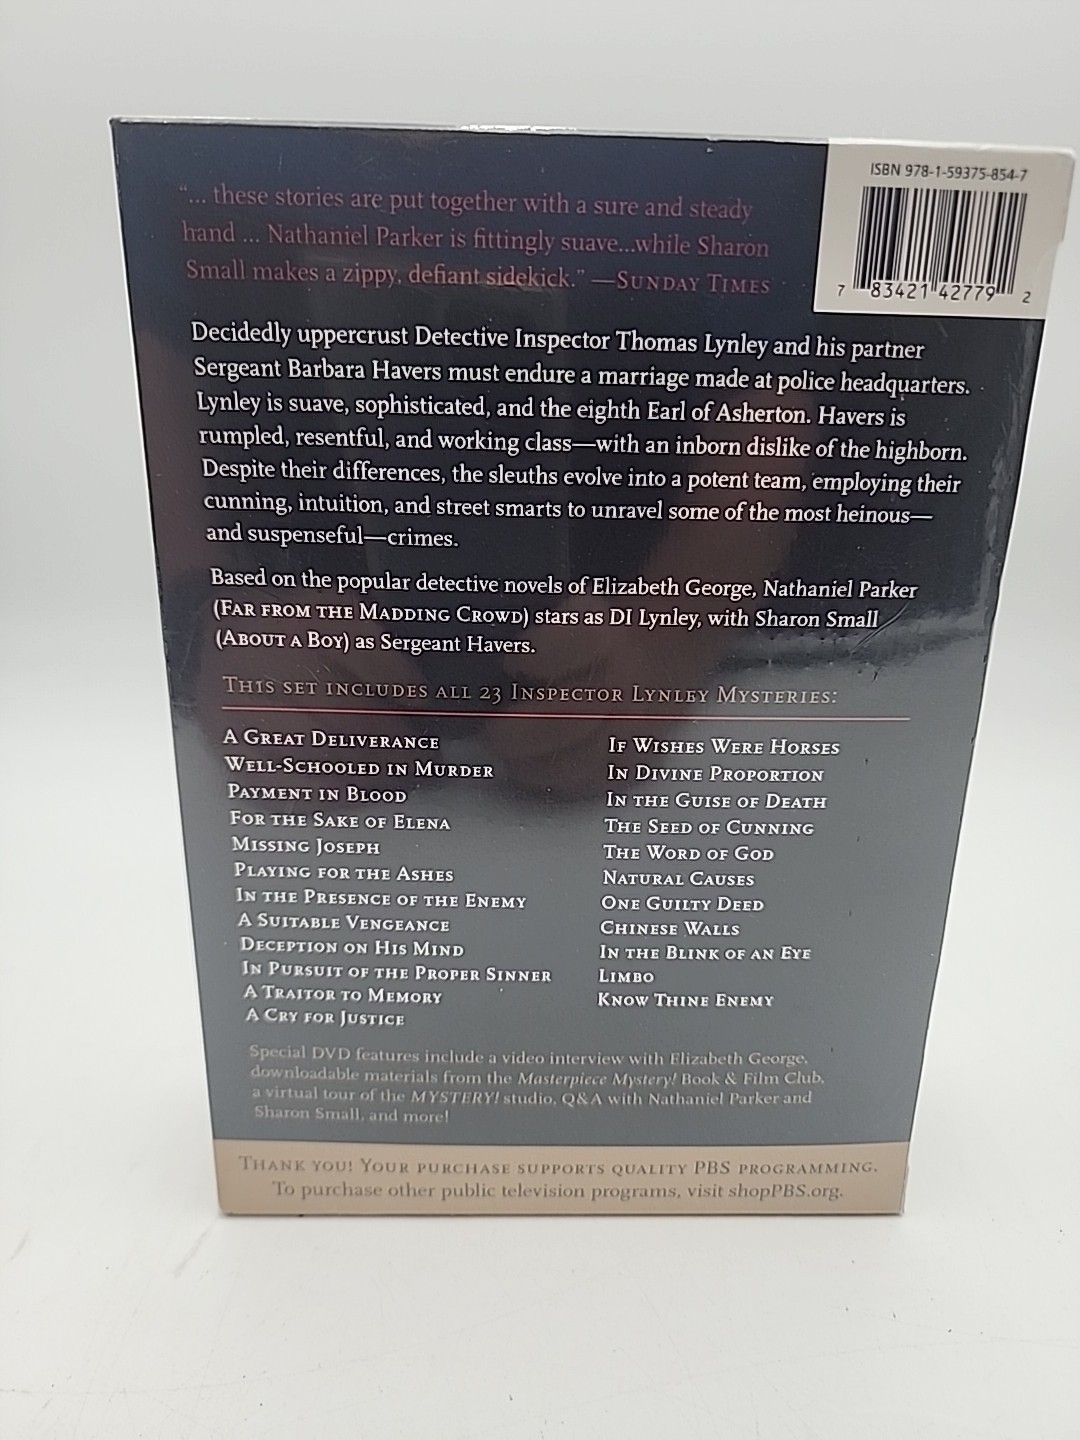 ISBN 978-1-59375-854-7
7 83421 42779 2
"... these stories are put together with a sure and steady
hand ... Nathaniel Parker is fittingly suave...while Sharon
Small makes a zippy, defiant sidekick." —SUNDAY TIMES
Decidedly uppercrust Detective Inspector Thomas Lynley and his partner
Sergeant Barbara Havers must endure a marriage made at police headquarters.
Lynley is suave, sophisticated, and the eighth Earl of Asherton. Havers is
rumpled, resentful, and working class—with an inborn dislike of the highborn.
Despite their differences, the sleuths evolve into a potent team, employing their
cunning, intuition, and street smarts to unravel some of the most heinous—
and suspenseful—crimes.
Based on the popular detective novels of Elizabeth George, Nathaniel Parker
(FAR FROM THE MADDING CROWD) stars as DI Lynley, with Sharon Small
(ABOUT A BOY) as Sergeant Havers.
THIS SET INCLUDES ALL 23 INSPECTOR LYNLEY MYSTERIES:
A GREAT DELIVERANCE
WELL-SCHOOLED IN MURDER
PAYMENT IN BLOOD
FOR THE SAKE OF ELENA
MISSING JOSEPH
PLAYING FOR THE ASHES
IN THE PRESENCE OF THE ENEMY
A SUITABLE VENGEANCE
DECEPTION ON HIS MIND
IN PURSUIT OF THE PROPER SINNER
A TRAITOR TO MEMORY
A CRY FOR JUSTICE
IF WISHES WERE HORSES
IN DIVINE PROPORTION
IN THE GUISE OF DEATH
THE SEED OF CUNNING
THE WORD OF GOD
NATURAL CAUSES
ONE GUILTY DEED
CHINESE WALLS
IN THE BLINK OF AN EYE
LIMBO
KNOW THINE ENEMY
Special DVD features include a video interview with Elizabeth George,
downloadable materials from the Masterpiece Mystery! Book & Film Club,
a virtual tour of the MYSTERY! studio, Q&A with Nathaniel Parker and
Sharon Small, and more!
THANK YOU! YOUR PURCHASE SUPPORTS QUALITY PBS PROGRAMMING.
To purchase other public television programs, visit shopPBS.org.